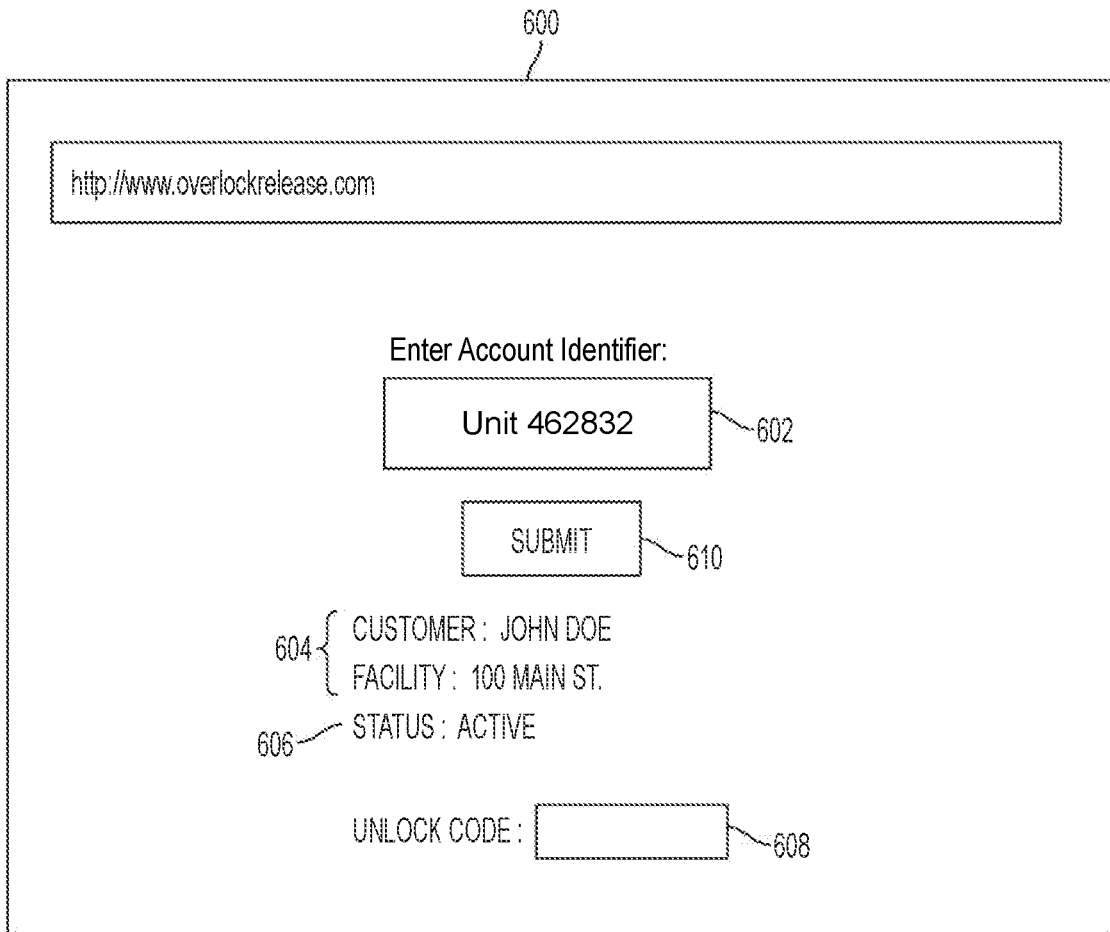 600
http://www.overlockrelease.com
Enter Account Identifier:
Unit 462832
602
SUBMIT
610
604
CUSTOMER : JOHN DOE
FACILITY : 100 MAIN ST.
606
STATUS : ACTIVE
UNLOCK CODE :
608